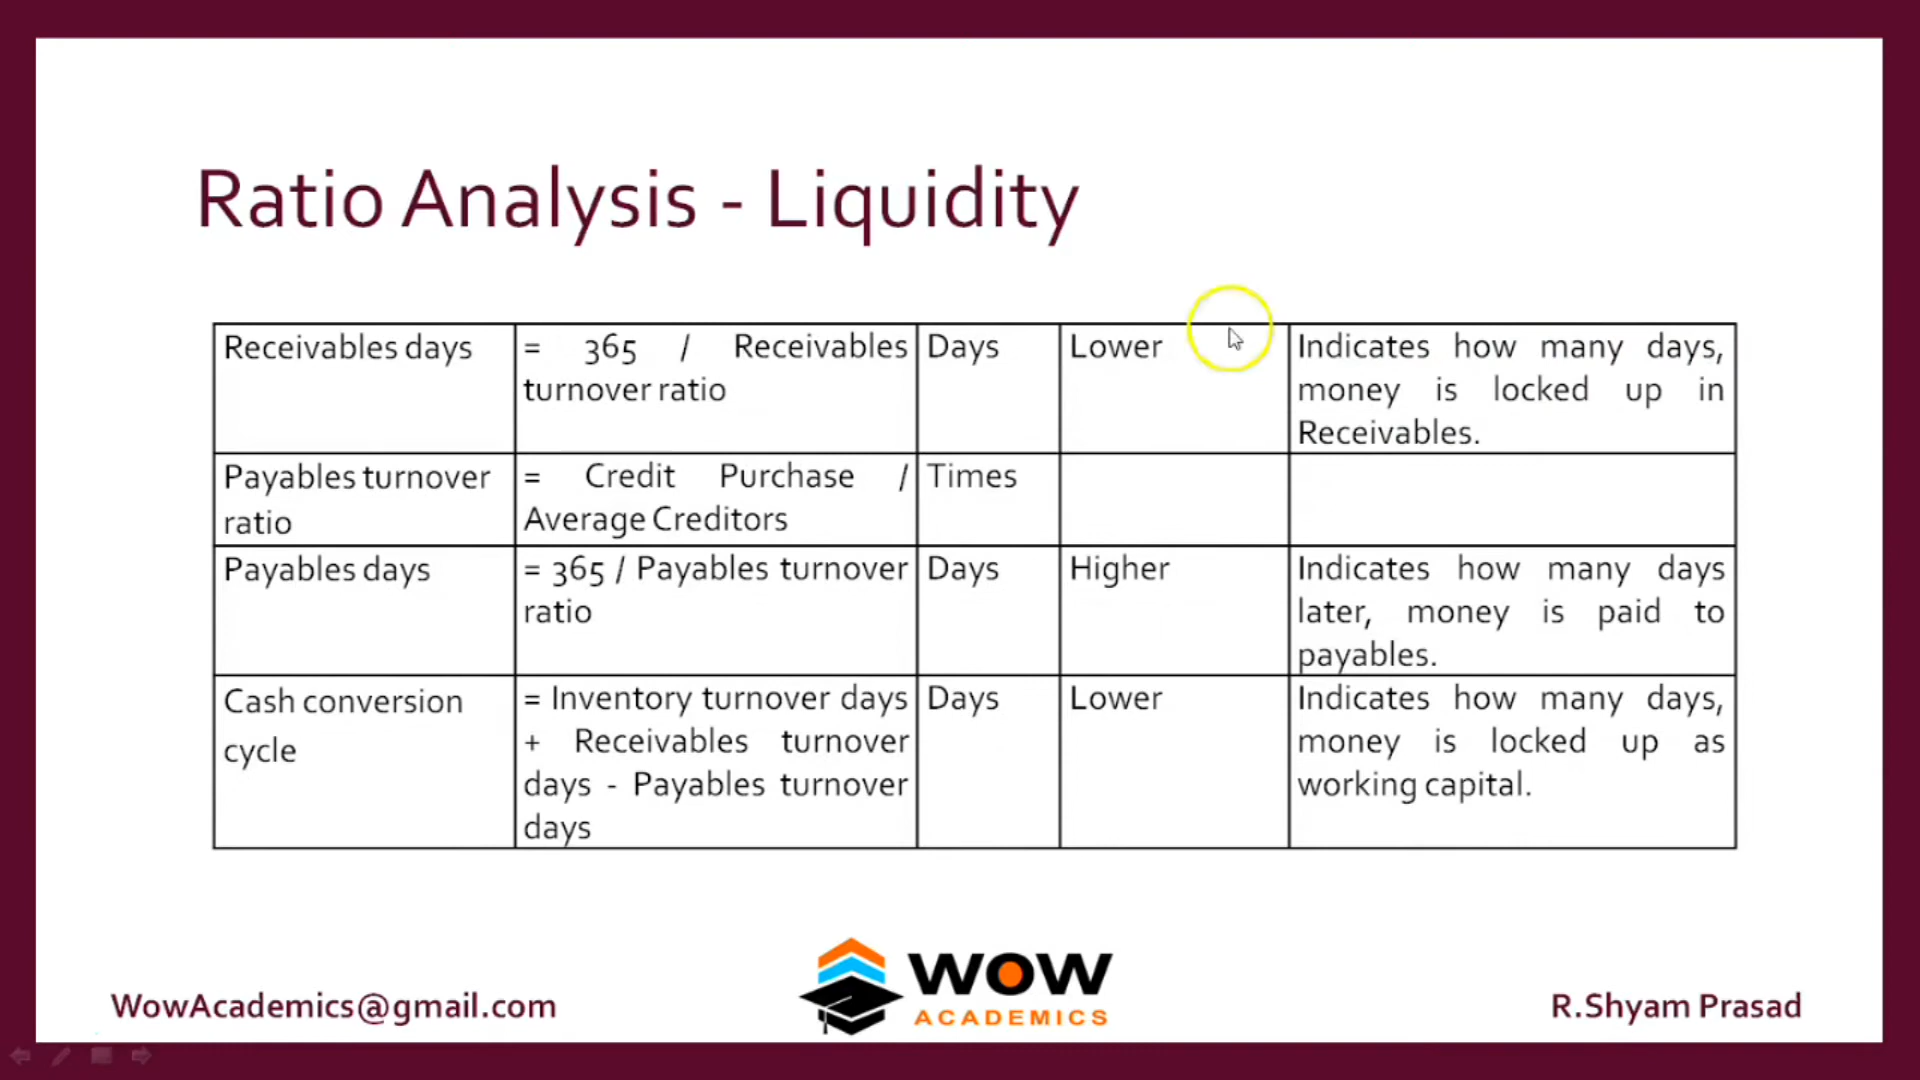 Ratio Analysis - Liquidity
Receivables days
= 365 / Receivables
turnover ratio
Days
Lower
Indicates how many days,
money is locked up in
Receivables.
Payables turnover
ratio
= Credit Purchase /
Average Creditors
Times
Payables days
= 365 / Payables turnover
ratio
Days
Higher
Indicates how many days
later, money is paid to
payables.
Cash conversion
cycle
= Inventory turnover days
+ Receivables turnover
days - Payables turnover
days
Days
Lower
Indicates how many days,
money is locked up as
working capital.
WowAcademics@gmail.com
WOW
ACADEMICS
R.Shyam Prasad